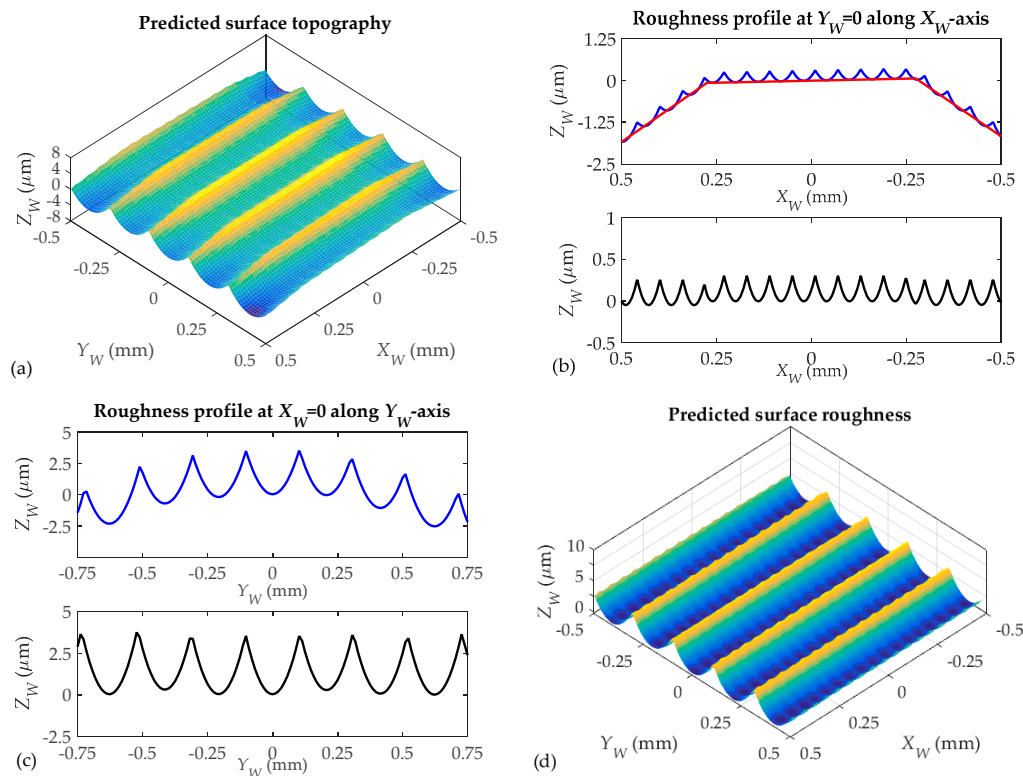 Predicted surface topography
Z_W (μm)
8
4
0
-4
-8
-0.5
-0.25
0
0.25
0.5
Y_W (mm)
-0.5
-0.25
0
0.25
0.5
X_W (mm)
(a)
Roughness profile at Y_W=0 along X_W-axis
Z_W (μm)
1.25
0
-1.25
-2.5
0.5 0.25 0 -0.25 -0.5
X_W (mm)
Z_W (μm)
1
0.5
0
-0.5
0.5 0.25 0 -0.25 -0.5
X_W (mm)
(b)
Roughness profile at X_W=0 along Y_W-axis
Z_W (μm)
5
2.5
0
-2.5
-0.75 -0.5 -0.25 0 0.25 0.5 0.75
Y_W (mm)
Z_W (μm)
5
2.5
0
-2.5
-0.75 -0.5 -0.25 0 0.25 0.5 0.75
Y_W (mm)
(c)
Predicted surface roughness
Z_W (μm)
10
5
0
-0.5
-0.25
0
0.25
0.5
Y_W (mm)
-0.5
-0.25
0
0.25
0.5
X_W (mm)
(d)